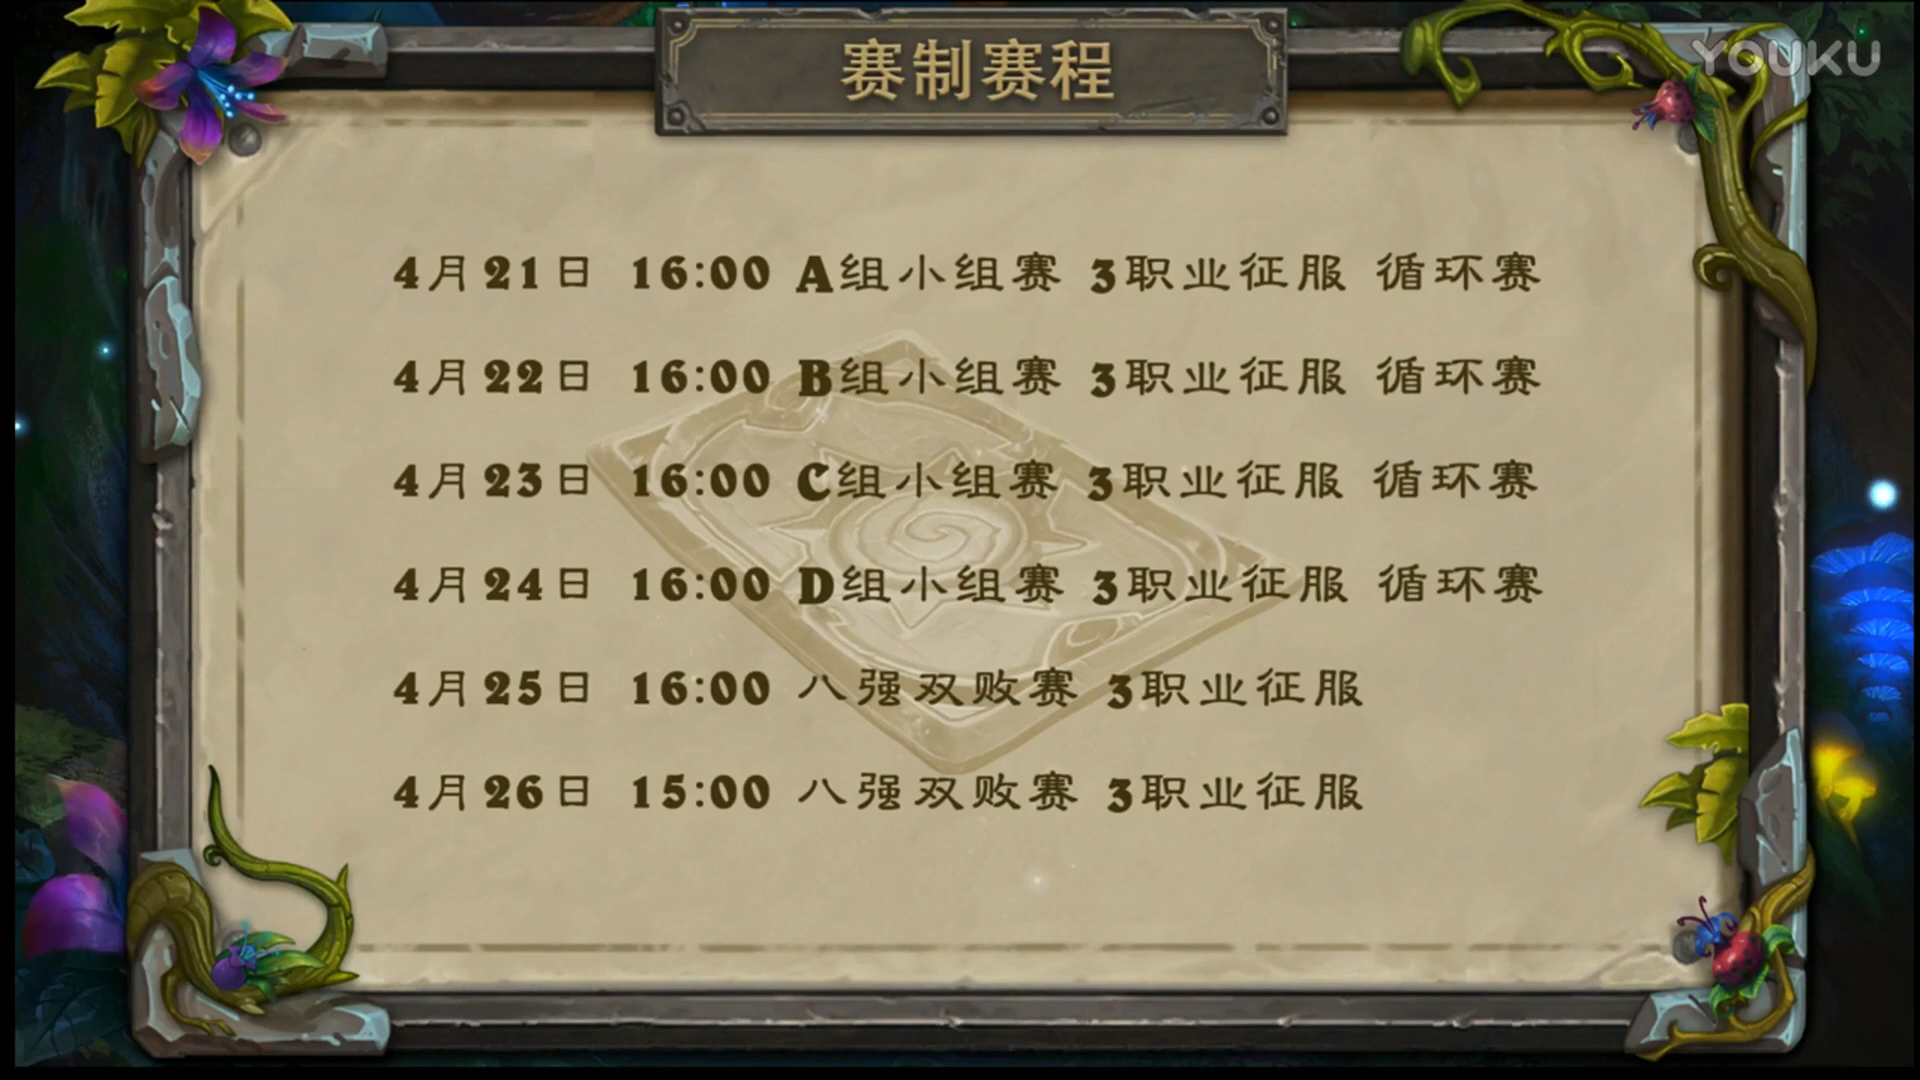 赛制赛程
YOUKU
4月21日 16:00 A组小组赛 3职业征服 循环赛
4月22日 16:00 B组小组赛 3职业征服 循环赛
4月23日 16:00 C组小组赛 3职业征服 循环赛
4月24日 16:00 D组小组赛 3职业征服 循环赛
4月25日 16:00 八强双败赛 3职业征服
4月26日 15:00 八强双败赛 3职业征服